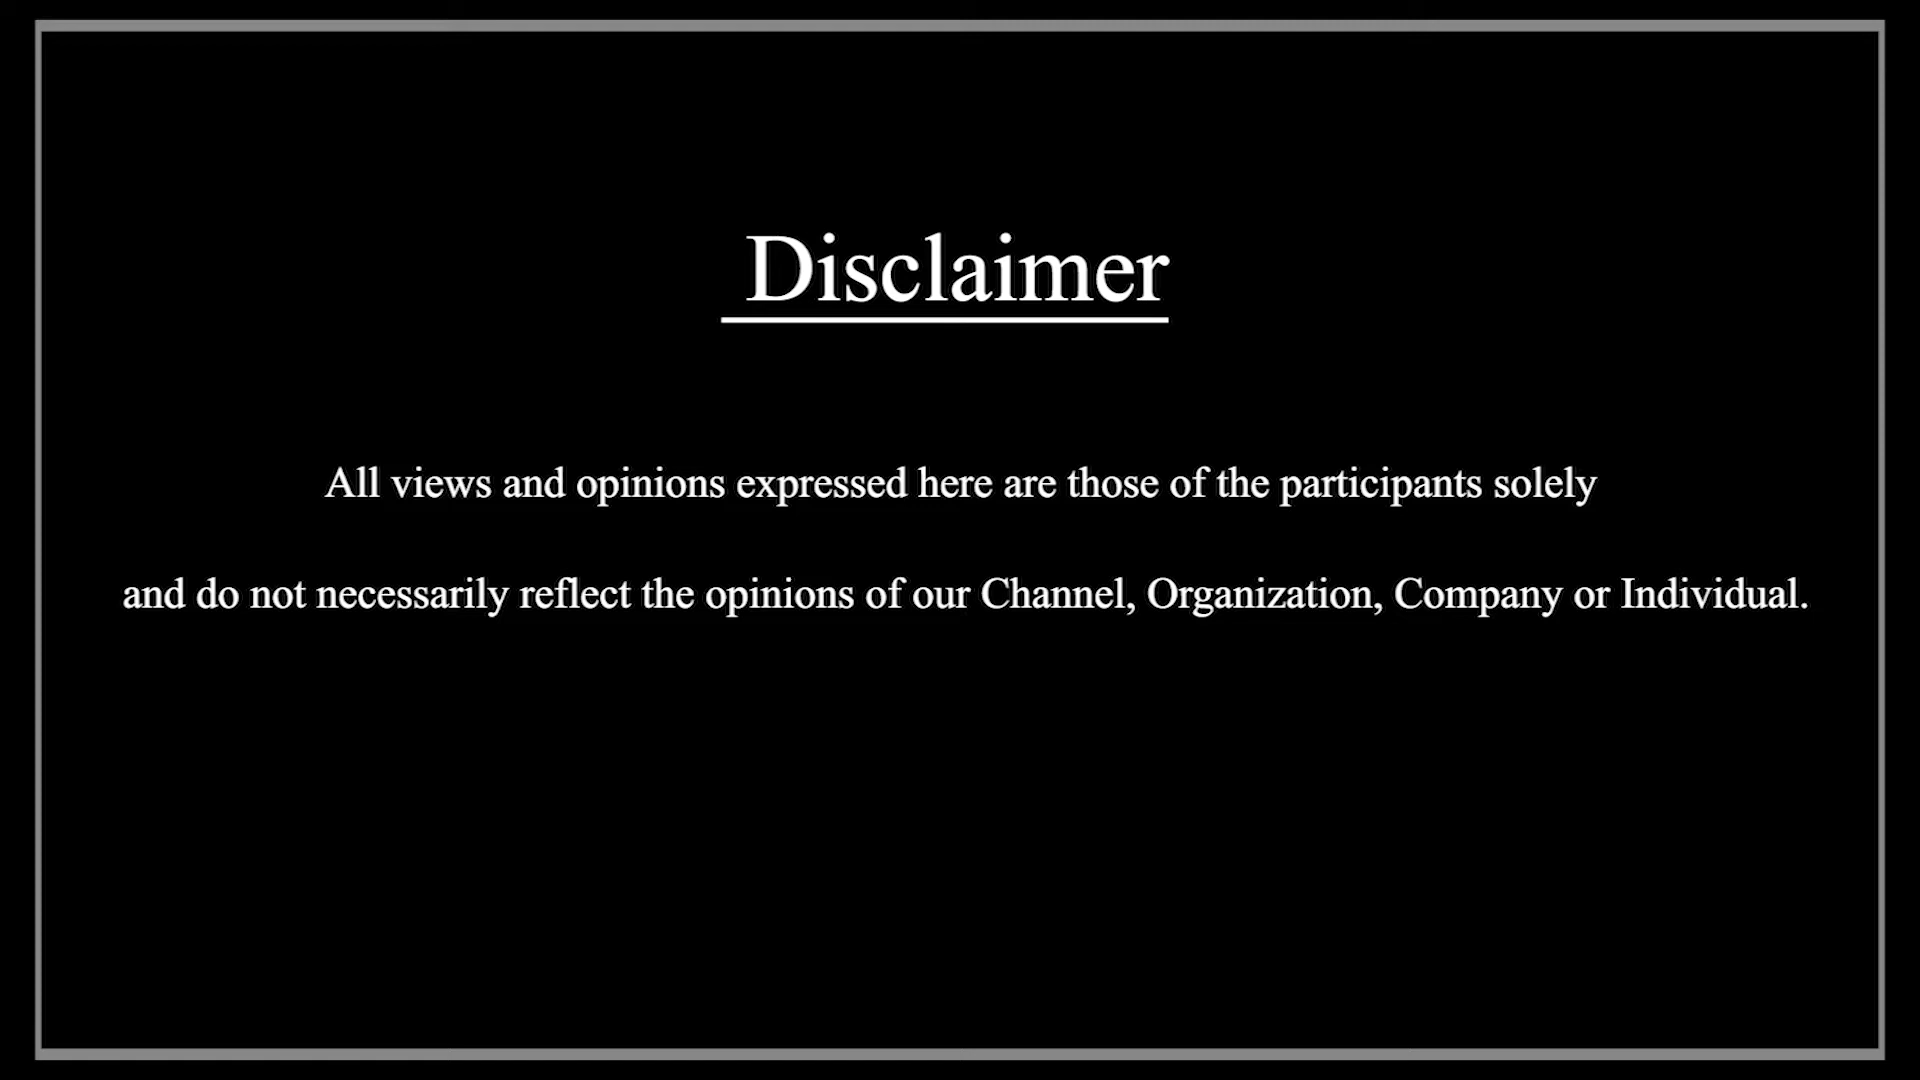 Disclaimer
All views and opinions expressed here are those of the participants solely
and do not necessarily reflect the opinions of our Channel, Organization, Company or Individual.